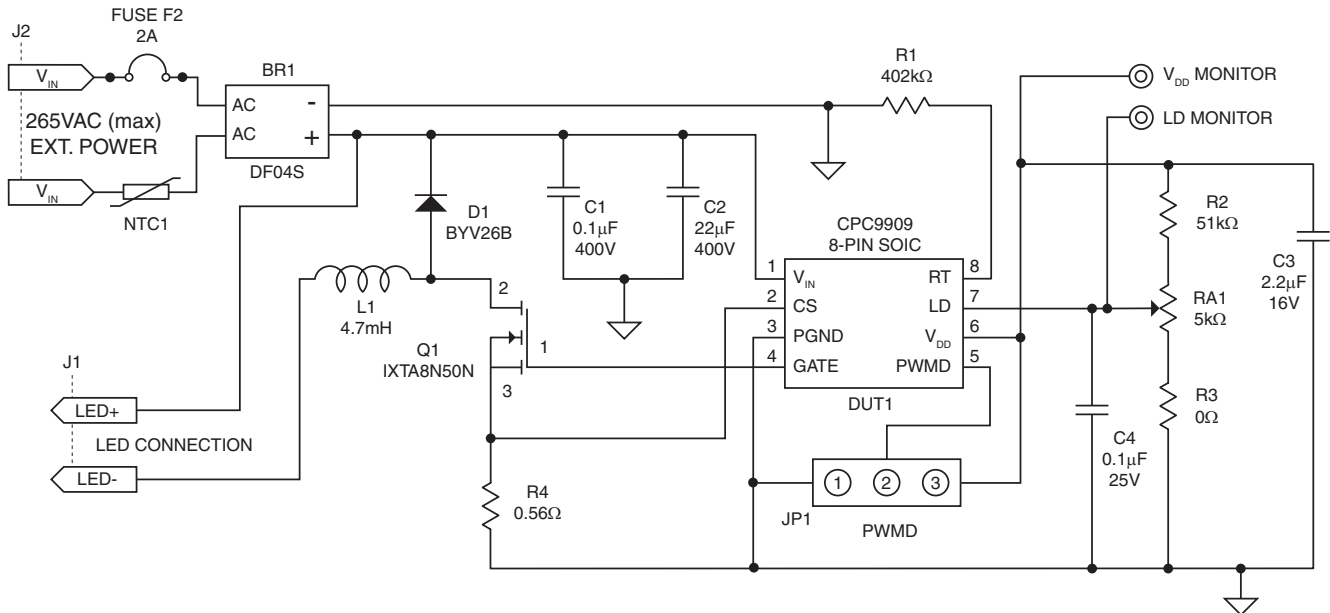 FUSE F2
2A
J2
V_IN
265VAC (max)
EXT. POWER
V_IN
NTC1
BR1
AC -
AC +
DF04S
R1
402kΩ
V_DD MONITOR
LD MONITOR
D1
BYV26B
C1
0.1µF
400V
C2
22µF
400V
CPC9909
8-PIN SOIC
1 V_IN RT 8
2 CS LD 7
3 PGND V_DD 6
4 GATE PWMD 5
DUT1
R2
51kΩ
RA1
5kΩ
R3
0Ω
C3
2.2µF
16V
C4
0.1µF
25V
L1
4.7mH
2
Q1
IXTA8N50N
1
3
J1
LED+
LED CONNECTION
LED-
R4
0.56Ω
JP1
1 2 3
PWMD